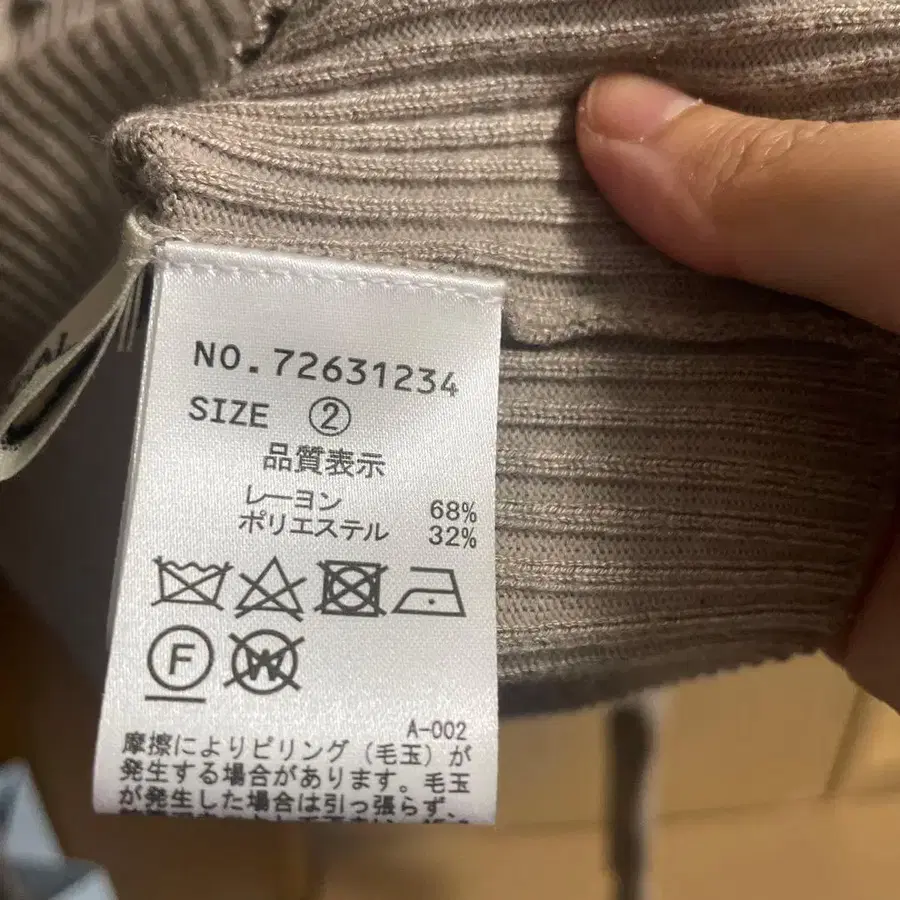 NO.72631234
SIZE ②
品質表示
レーヨン 68%
ポリエステル 32%
F W
A-002
摩擦によりピリング(毛玉)が
発生する場合があります。毛玉
が発生した場合は引っ張らず、